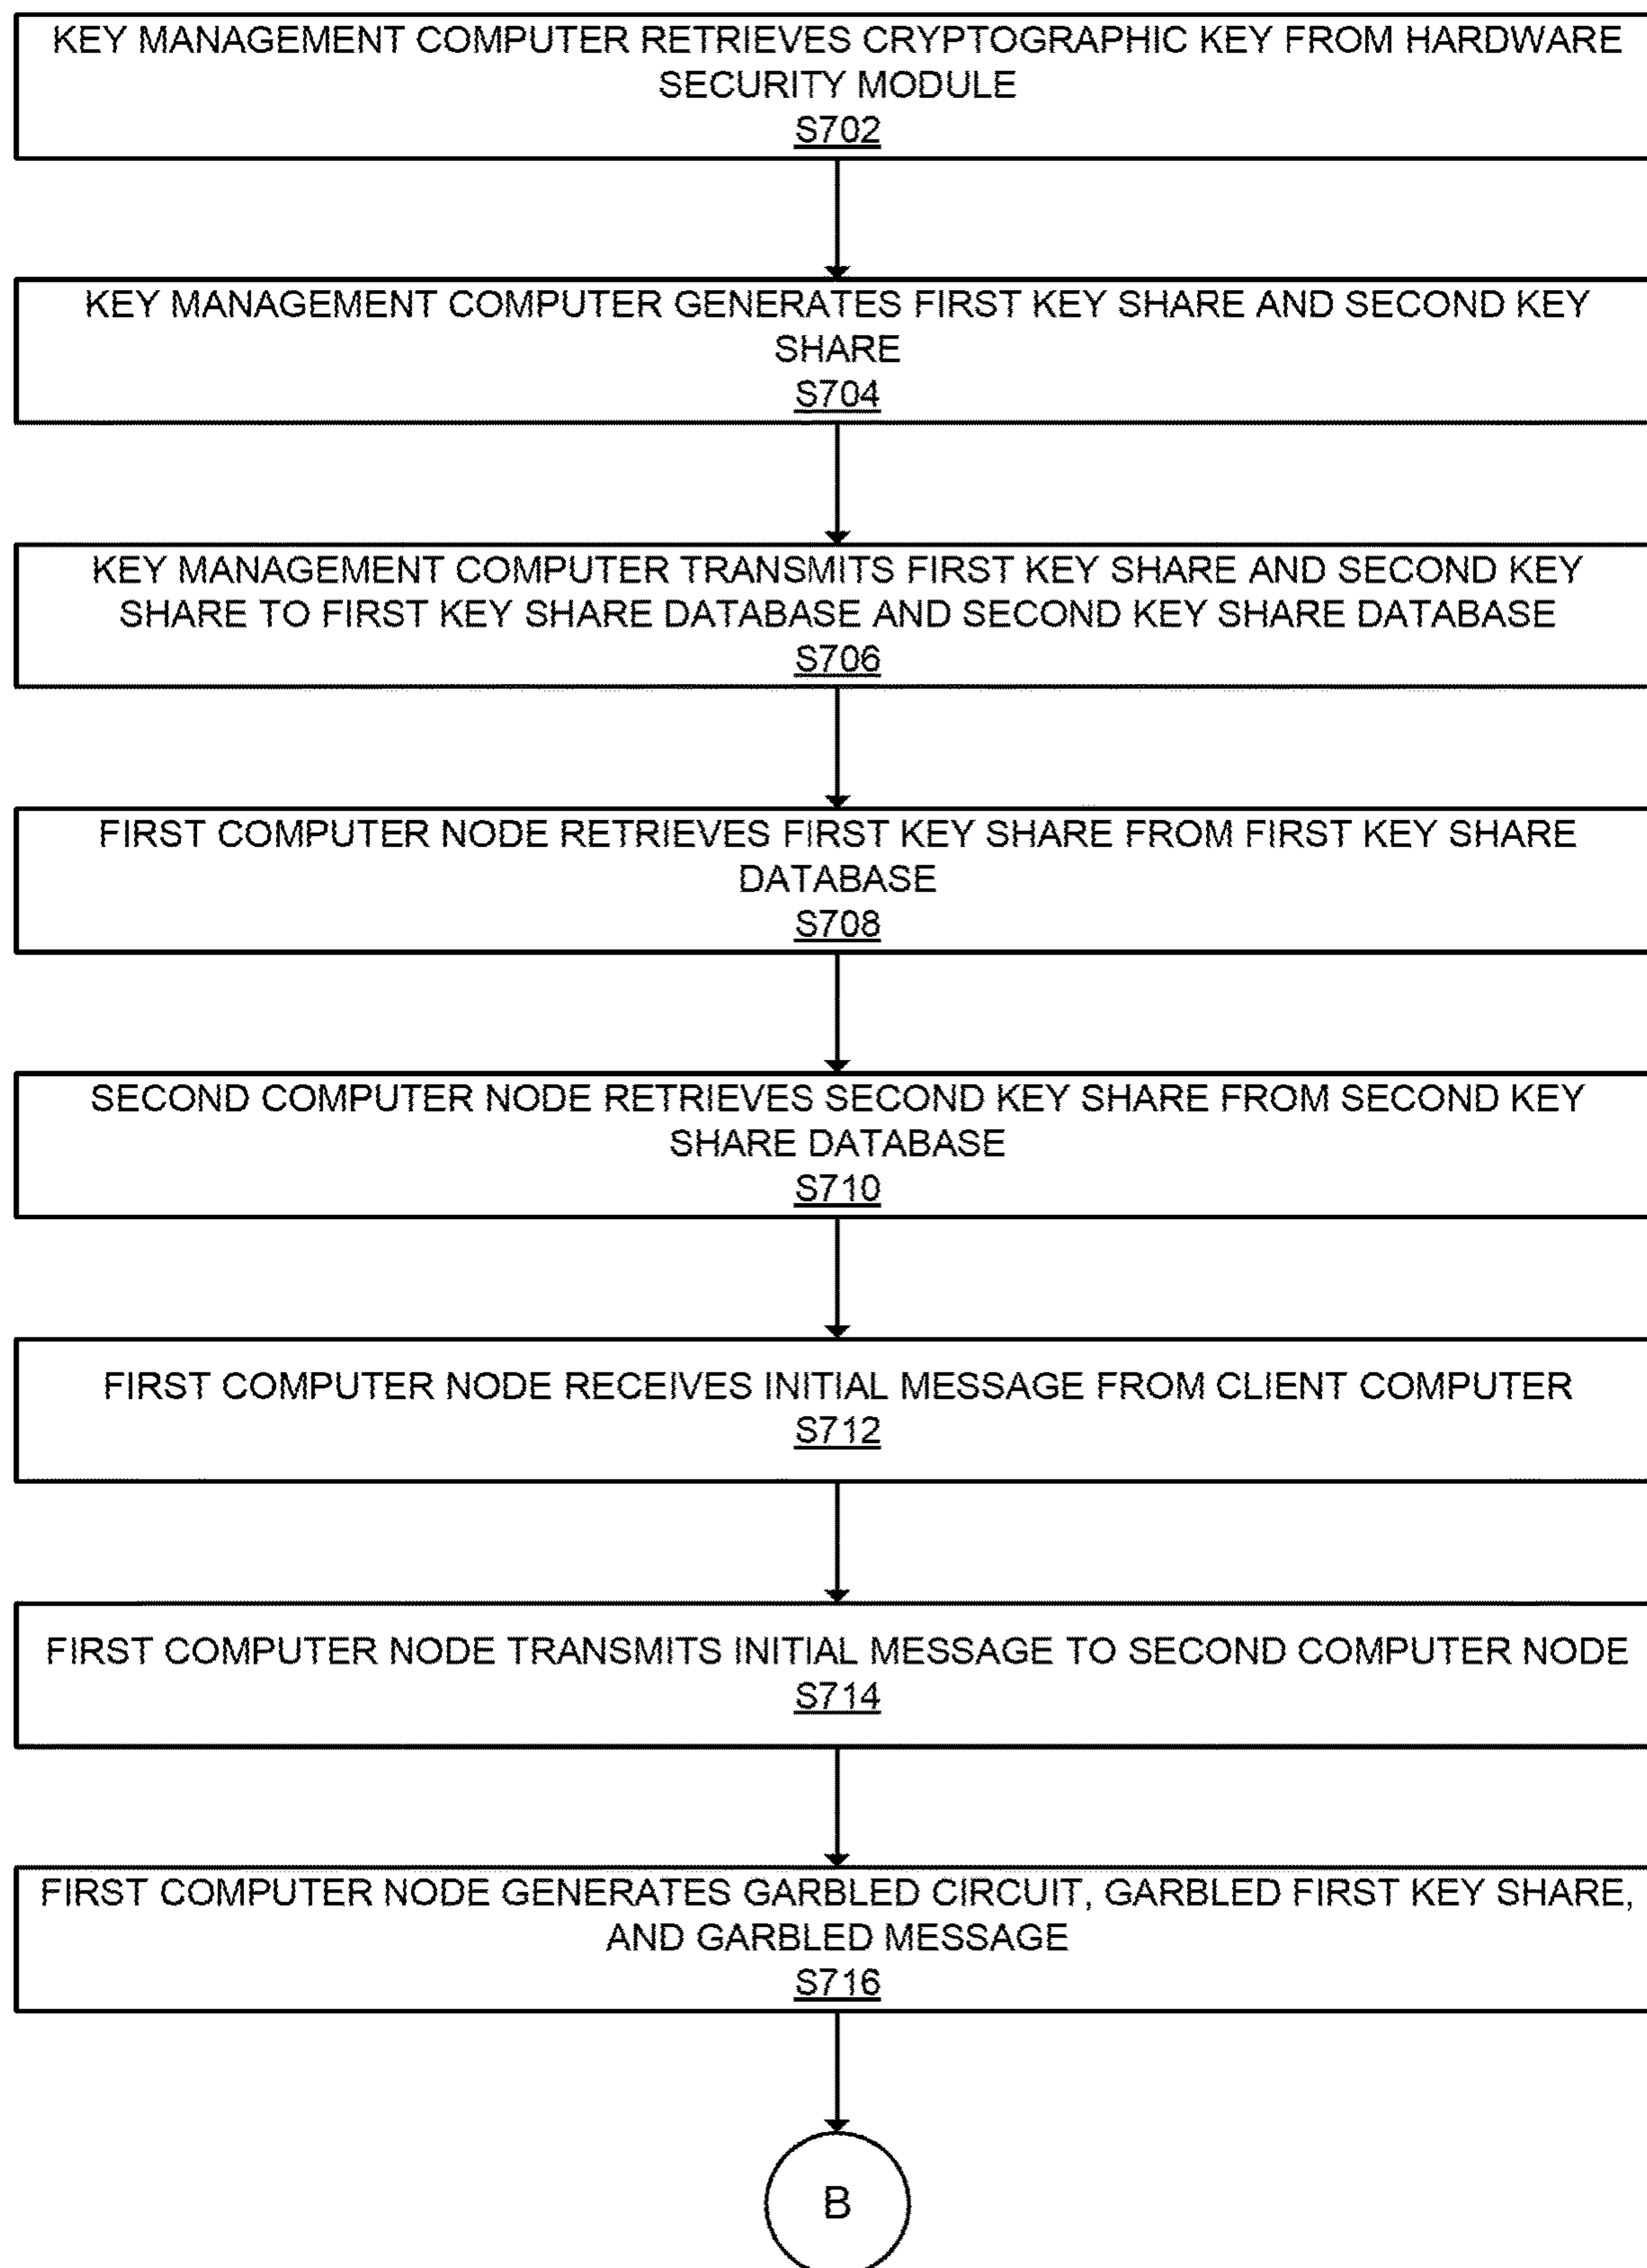 KEY MANAGEMENT COMPUTER RETRIEVES CRYPTOGRAPHIC KEY FROM HARDWARE
SECURITY MODULE
S702
KEY MANAGEMENT COMPUTER GENERATES FIRST KEY SHARE AND SECOND KEY
SHARE
S704
KEY MANAGEMENT COMPUTER TRANSMITS FIRST KEY SHARE AND SECOND KEY
SHARE TO FIRST KEY SHARE DATABASE AND SECOND KEY SHARE DATABASE
S706
FIRST COMPUTER NODE RETRIEVES FIRST KEY SHARE FROM FIRST KEY SHARE
DATABASE
S708
SECOND COMPUTER NODE RETRIEVES SECOND KEY SHARE FROM SECOND KEY
SHARE DATABASE
S710
FIRST COMPUTER NODE RECEIVES INITIAL MESSAGE FROM CLIENT COMPUTER
S712
FIRST COMPUTER NODE TRANSMITS INITIAL MESSAGE TO SECOND COMPUTER NODE
S714
FIRST COMPUTER NODE GENERATES GARBLED CIRCUIT, GARBLED FIRST KEY SHARE,
AND GARBLED MESSAGE
S716
B